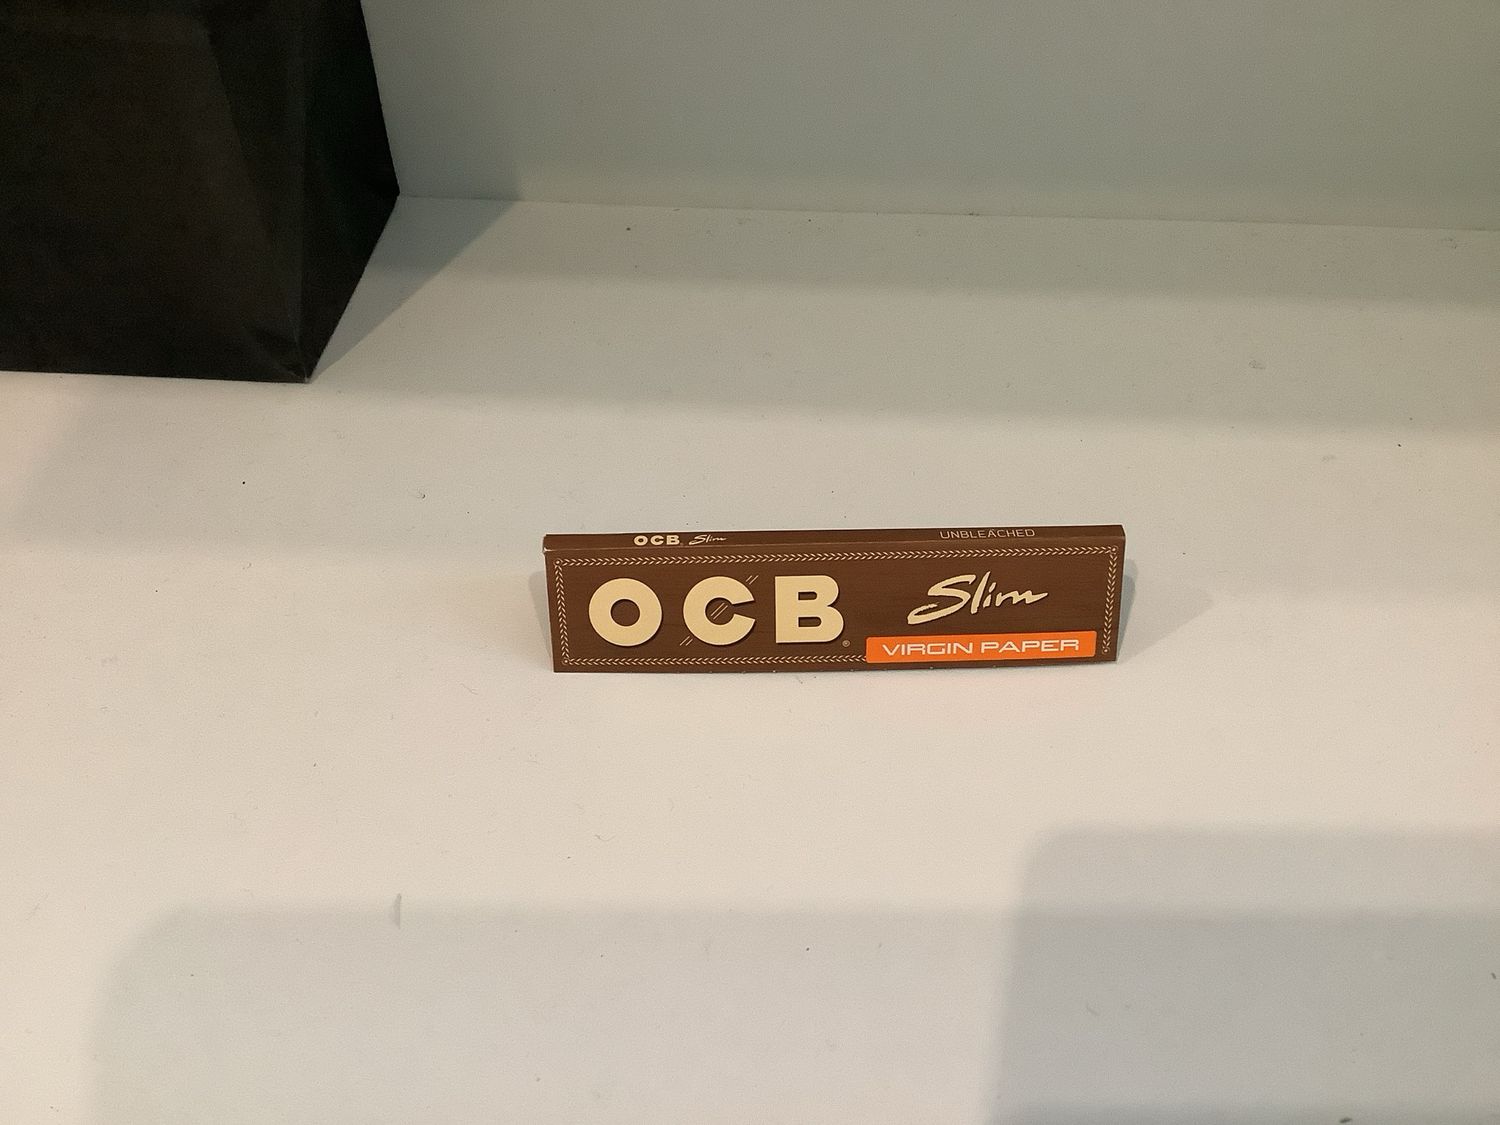 OCB Slim UNBLEACHED
OCB® Slim
VIRGIN PAPER